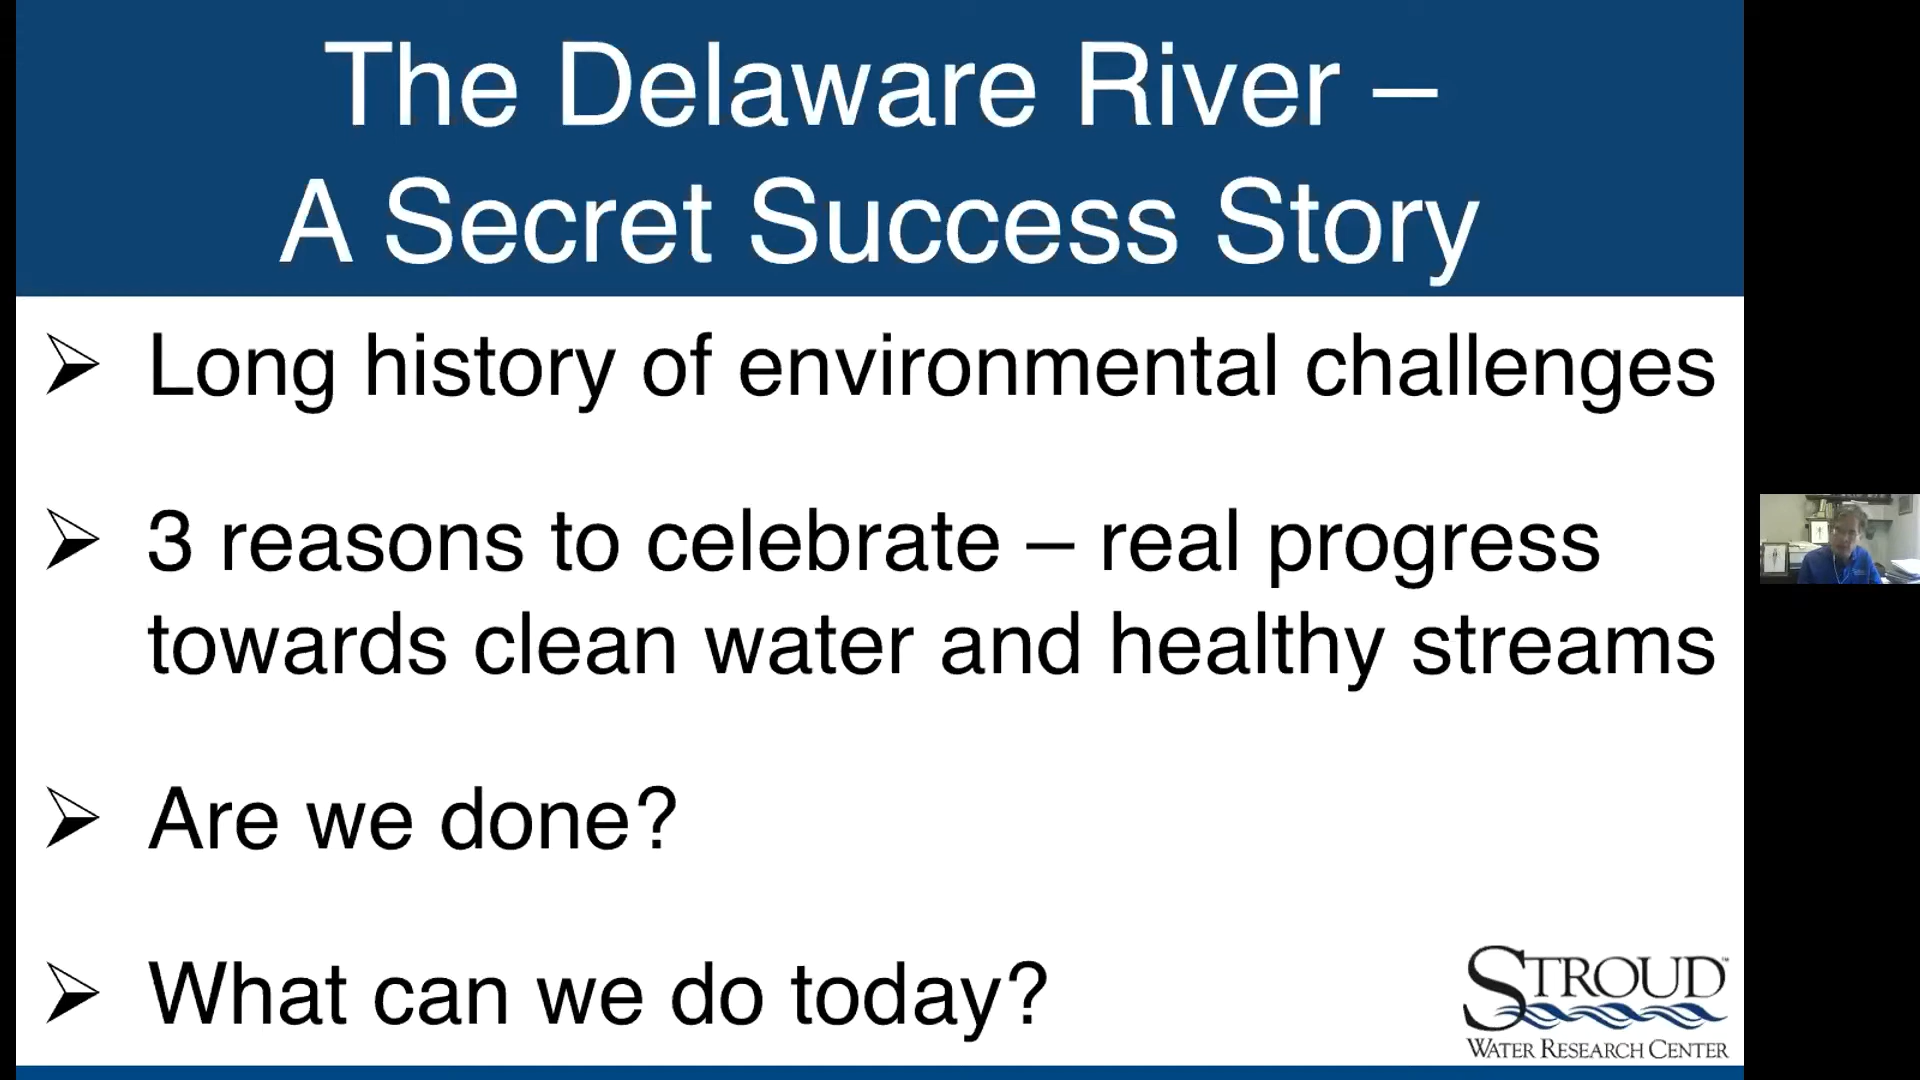 The Delaware River –
A Secret Success Story
➢ Long history of environmental challenges
➢ 3 reasons to celebrate – real progress
towards clean water and healthy streams
➢ Are we done?
➢ What can we do today?
STROUD™
WATER RESEARCH CENTER